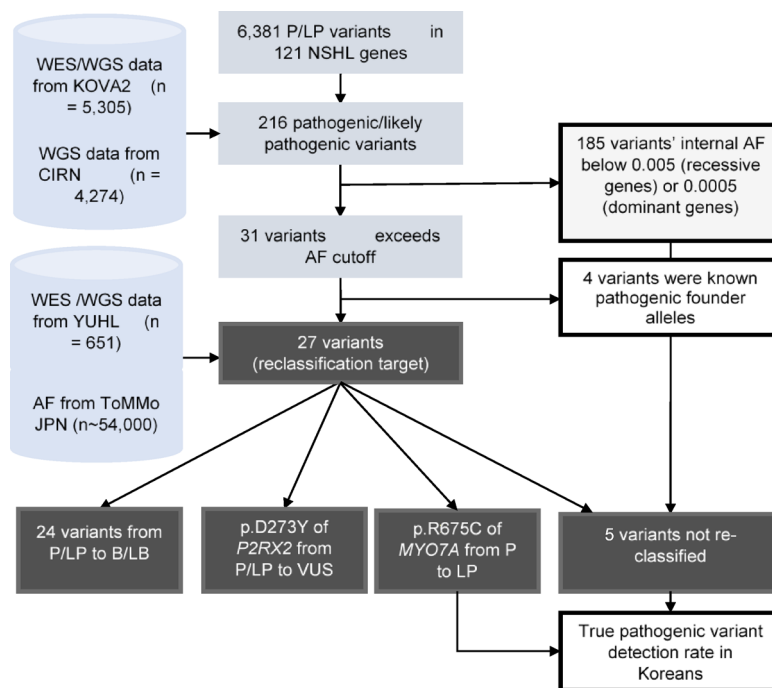 6,381 P/LP variants in
121 NSHL genes
WES/WGS data
from KOVA2 (n
= 5,305)
WGS data from
CIRN (n =
4,274)
216 pathogenic/likely
pathogenic variants
185 variants' internal AF
below 0.005 (recessive
genes) or 0.0005
(dominant genes)
31 variants exceeds
AF cutoff
4 variants were known
pathogenic founder
alleles
WES /WGS data
from YUHL (n
= 651)
AF from ToMMo
JPN (n~54,000)
27 variants
(reclassification target)
24 variants from
P/LP to B/LB
p.D273Y of
P2RX2 from
P/LP to VUS
p.R675C of
MYO7A from P
to LP
5 variants not re-
classified
True pathogenic variant
detection rate in
Koreans